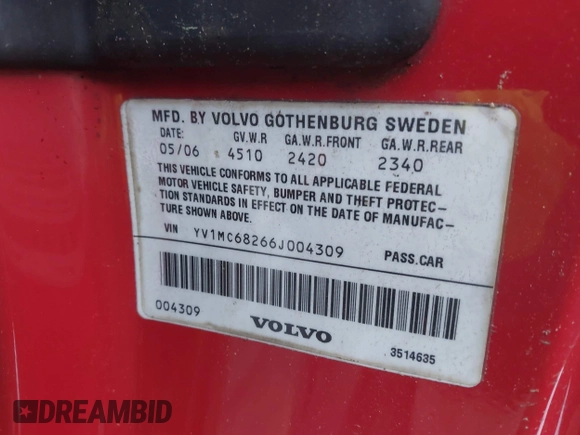 MFD. BY VOLVO GOTHENBURG SWEDEN
DATE: G.V.W.R GA.W.R.FRONT GA.W.R.REAR
05/06 4510 2420 2340
THIS VEHICLE CONFORMS TO ALL APPLICABLE FEDERAL
MOTOR VEHICLE SAFETY, BUMPER AND THEFT PROTEC-
TION STANDARDS IN EFFECT ON THE DATE OF MANUFAC-
TURE SHOWN ABOVE.
VIN YV1MC68266J004309 PASS.CAR
004309 VOLVO 3514635
DREAMBID